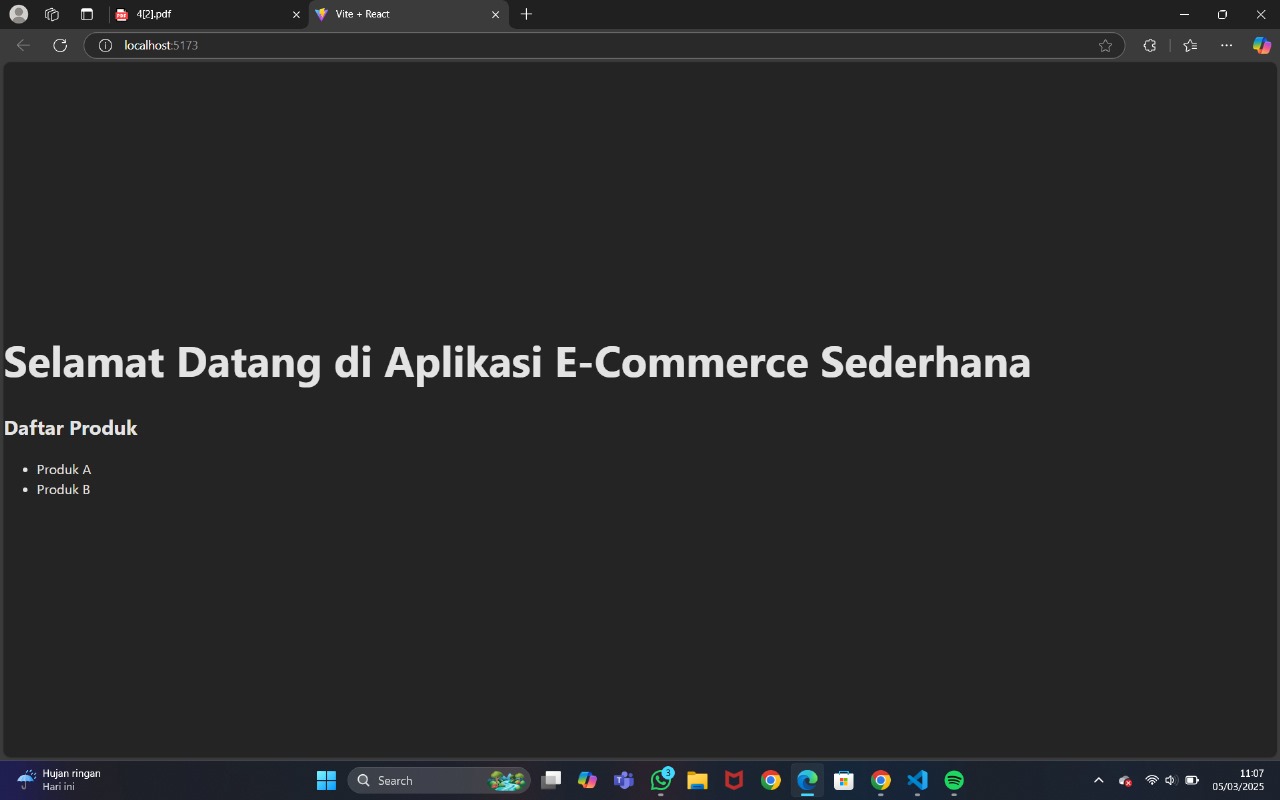 4[2].pdf
Vite + React
localhost:5173
Selamat Datang di Aplikasi E-Commerce Sederhana
Daftar Produk
Produk A
Produk B
Hujan ringan
Hari ini
Search
3
11:07
05/03/2025